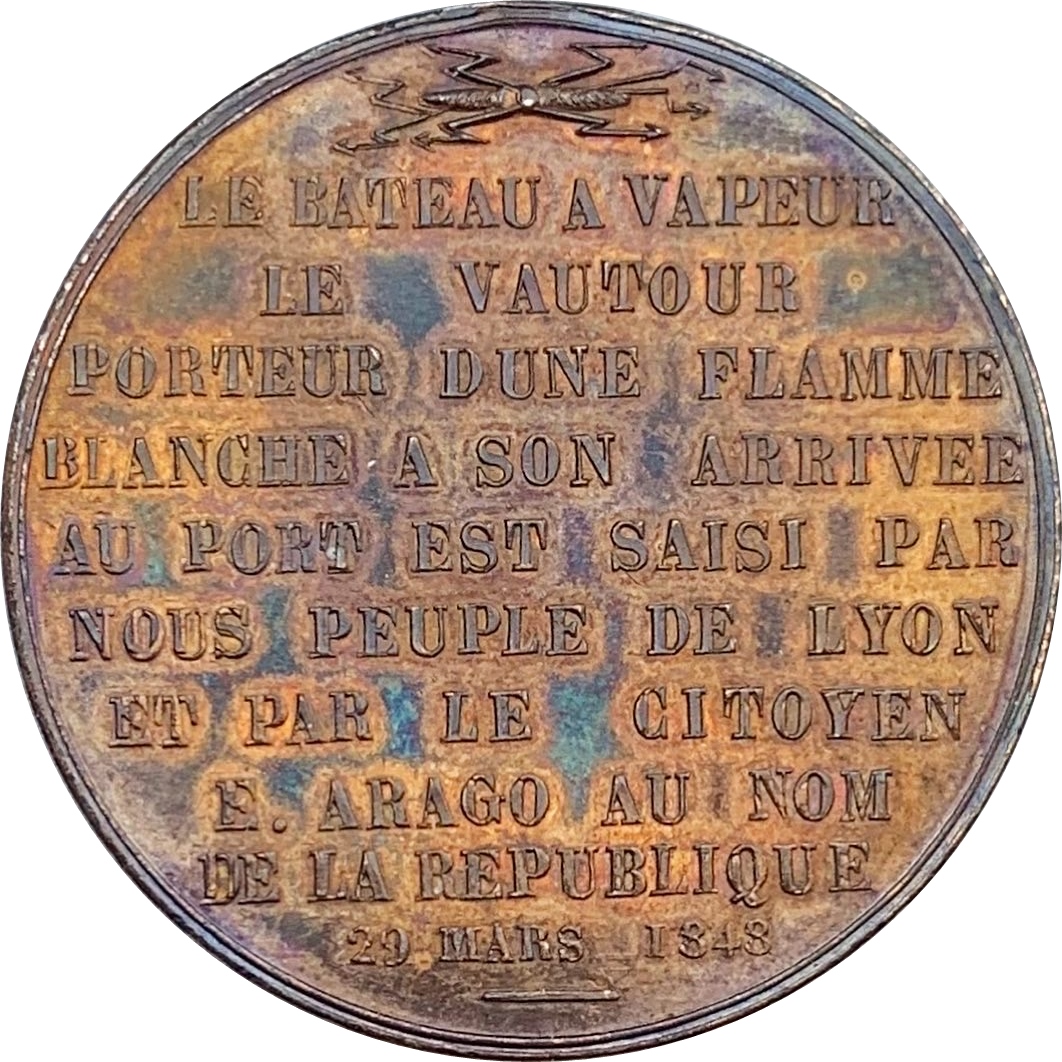 LE BATEAU A VAPEUR
LE VAUTOUR
PORTEUR DUNE FLAMME
BLANCHE A SON ARRIVEE
AU PORT EST SAISI PAR
NOUS PEUPLE DE LYON
ET PAR LE CITOYEN
E. ARAGO AU NOM
DE LA REPUBLIQUE
29 MARS 1848